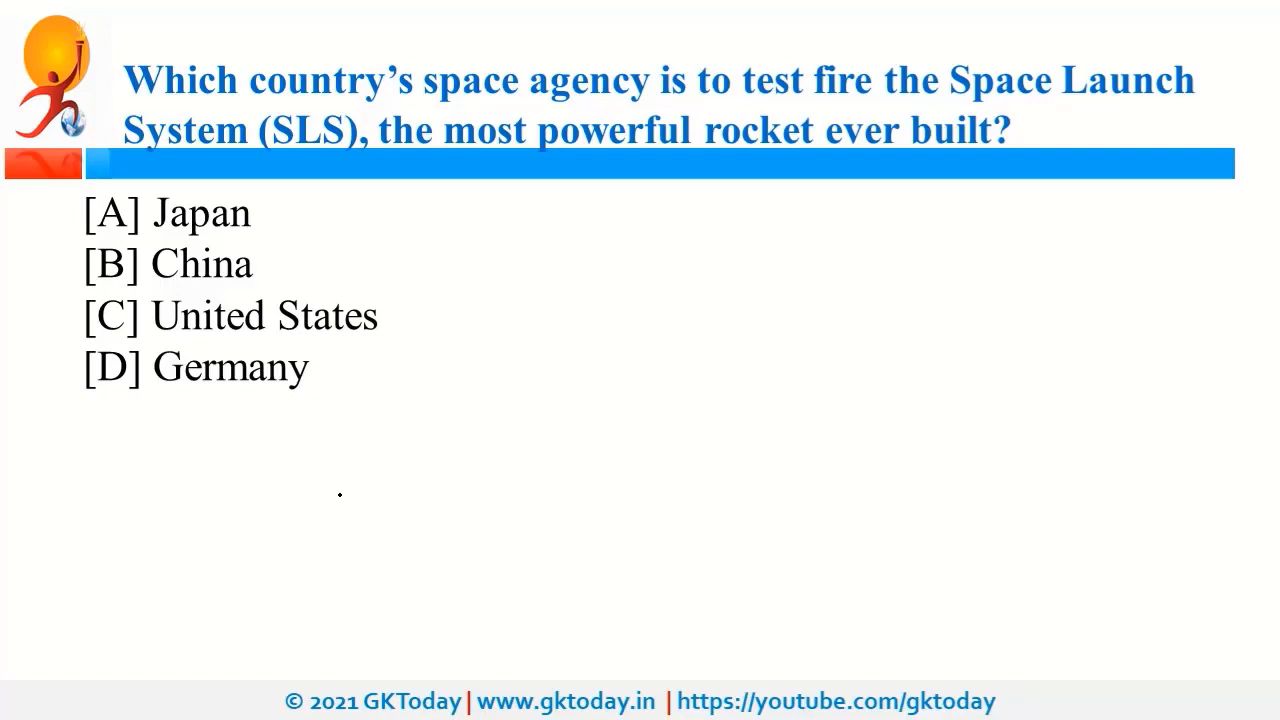 Which country’s space agency is to test fire the Space Launch
System (SLS), the most powerful rocket ever built?
[A] Japan
[B] China
[C] United States
[D] Germany
© 2021 GKToday | www.gktoday.in | https://youtube.com/gktoday